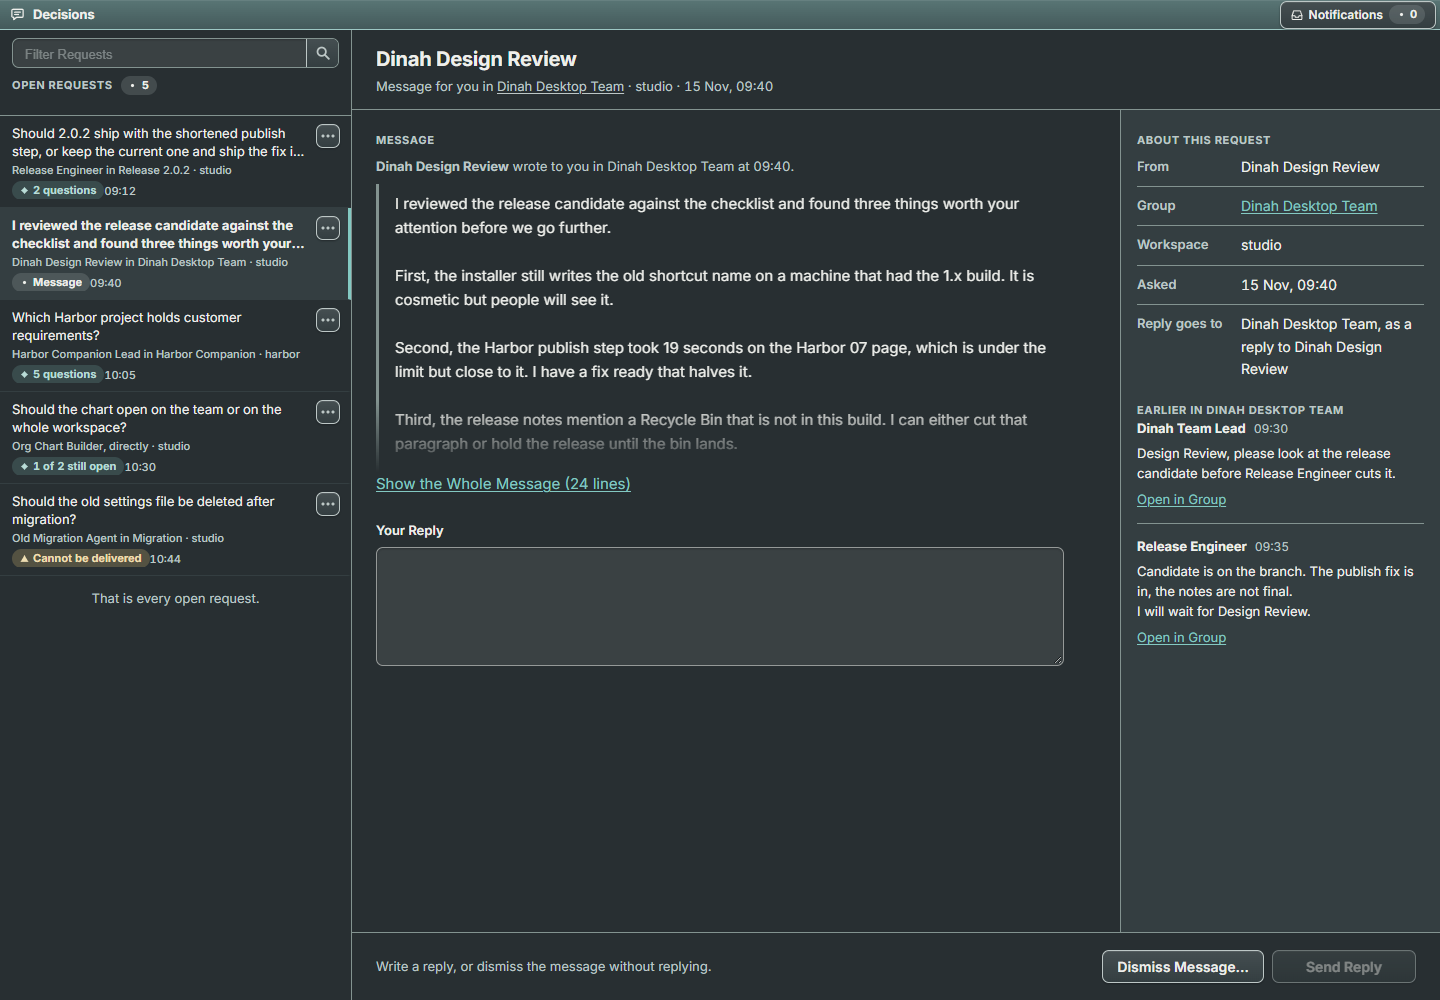 Decisions
Notifications • 0
Filter Requests
OPEN REQUESTS • 5
Should 2.0.2 ship with the shortened publish
step, or keep the current one and ship the fix i...
Release Engineer in Release 2.0.2 · studio
2 questions 09:12
I reviewed the release candidate against the
checklist and found three things worth your...
Dinah Design Review in Dinah Desktop Team · studio
• Message 09:40
Which Harbor project holds customer
requirements?
Harbor Companion Lead in Harbor Companion · harbor
5 questions 10:05
Should the chart open on the team or on the
whole workspace?
Org Chart Builder, directly · studio
1 of 2 still open 10:30
Should the old settings file be deleted after
migration?
Old Migration Agent in Migration · studio
Cannot be delivered 10:44
That is every open request.
Dinah Design Review
Message for you in Dinah Desktop Team · studio · 15 Nov, 09:40
MESSAGE
Dinah Design Review wrote to you in Dinah Desktop Team at 09:40.
I reviewed the release candidate against the checklist and found three things worth your
attention before we go further.
First, the installer still writes the old shortcut name on a machine that had the 1.x build. It is
cosmetic but people will see it.
Second, the Harbor publish step took 19 seconds on the Harbor 07 page, which is under the
limit but close to it. I have a fix ready that halves it.
Third, the release notes mention a Recycle Bin that is not in this build. I can either cut that
paragraph or hold the release until the bin lands.
Show the Whole Message (24 lines)
Your Reply
Write a reply, or dismiss the message without replying.
Dismiss Message...
Send Reply
ABOUT THIS REQUEST
From Dinah Design Review
Group Dinah Desktop Team
Workspace studio
Asked 15 Nov, 09:40
Reply goes to Dinah Desktop Team, as a
reply to Dinah Design
Review
EARLIER IN DINAH DESKTOP TEAM
Dinah Team Lead 09:30
Design Review, please look at the release
candidate before Release Engineer cuts it.
Open in Group
Release Engineer 09:35
Candidate is on the branch. The publish fix is
in, the notes are not final.
I will wait for Design Review.
Open in Group